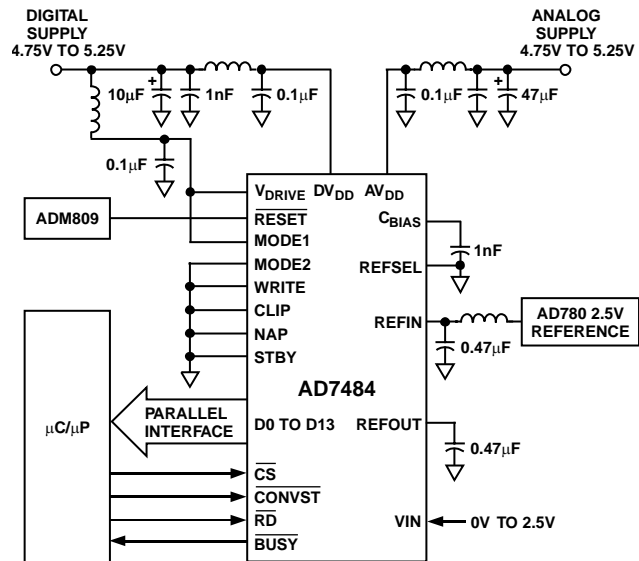 DIGITAL
SUPPLY
4.75V TO 5.25V
ANALOG
SUPPLY
4.75V TO 5.25V
10μF
+
1nF
0.1μF
0.1μF
+
47μF
0.1μF
VDRIVE
DVDD
AVDD
ADM809
RESET
MODE1
MODE2
WRITE
CLIP
NAP
STBY
CBIAS
1nF
REFSEL
REFIN
AD780 2.5V
REFERENCE
0.47μF
AD7484
μC/μP
PARALLEL
INTERFACE
D0 TO D13
REFOUT
0.47μF
CS
CONVST
RD
BUSY
VIN
0V TO 2.5V